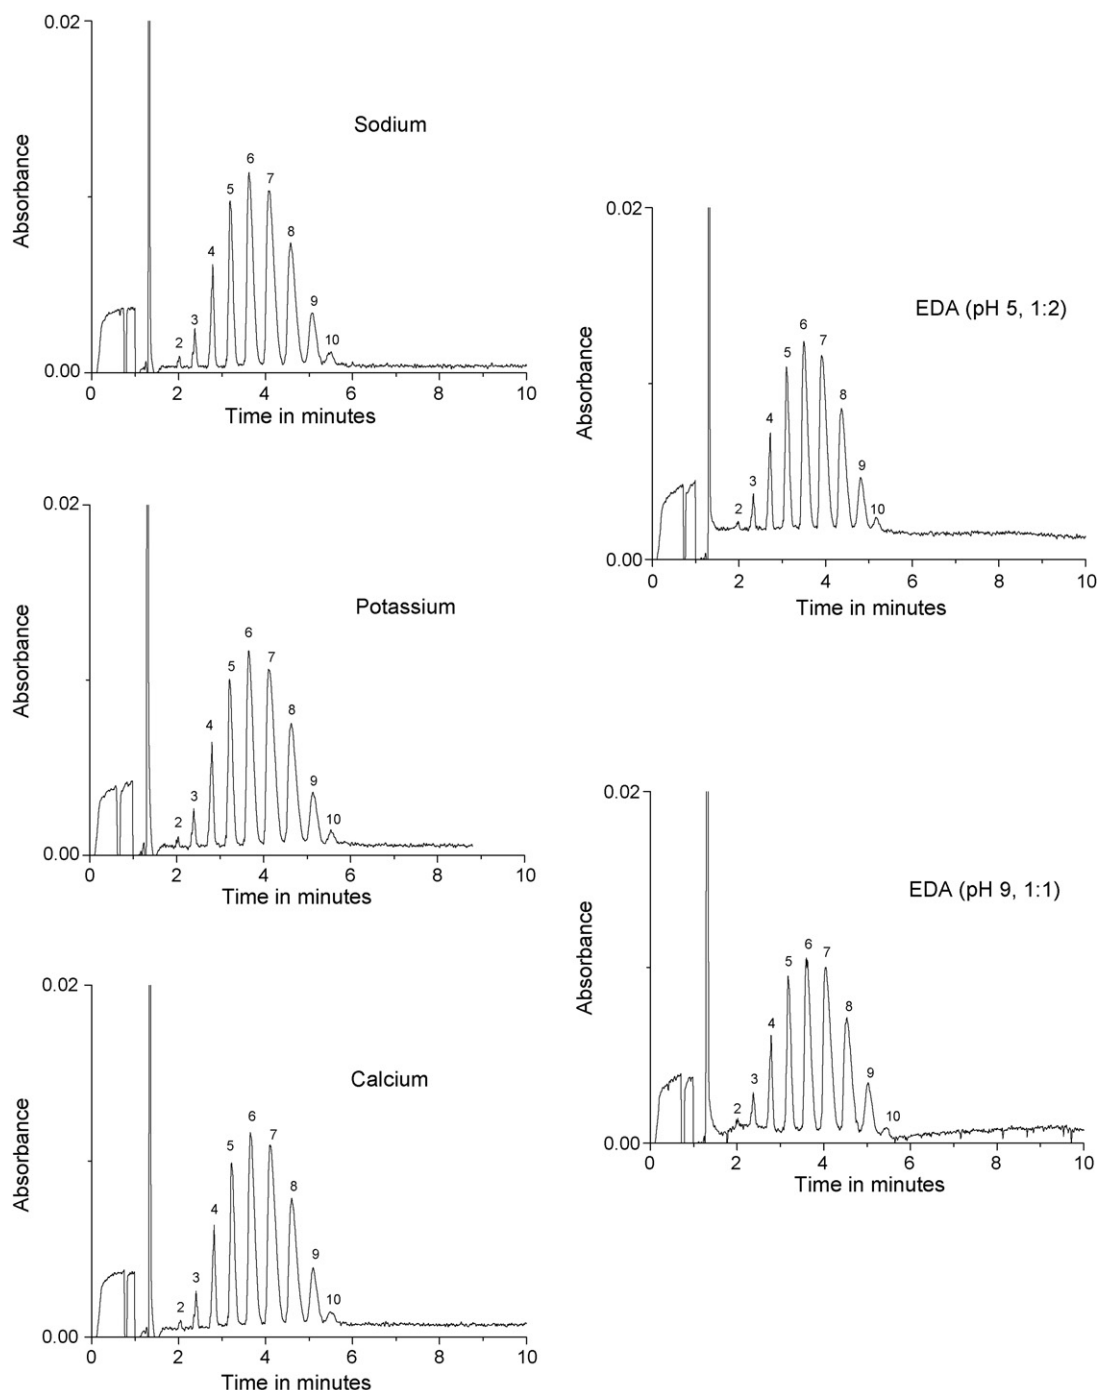 0.02
Sodium
Absorbance
2 3 4 5 6 7 8 9 10
0.00
0 2 4 6 8 10
Time in minutes
0.02
Potassium
Absorbance
2 3 4 5 6 7 8 9 10
0.00
0 2 4 6 8 10
Time in minutes
0.02
Calcium
Absorbance
2 3 4 5 6 7 8 9 10
0.00
0 2 4 6 8 10
Time in minutes
0.02
EDA (pH 5, 1:2)
Absorbance
2 3 4 5 6 7 8 9 10
0.00
0 2 4 6 8 10
Time in minutes
0.02
EDA (pH 9, 1:1)
Absorbance
2 3 4 5 6 7 8 9 10
0.00
0 2 4 6 8 10
Time in minutes